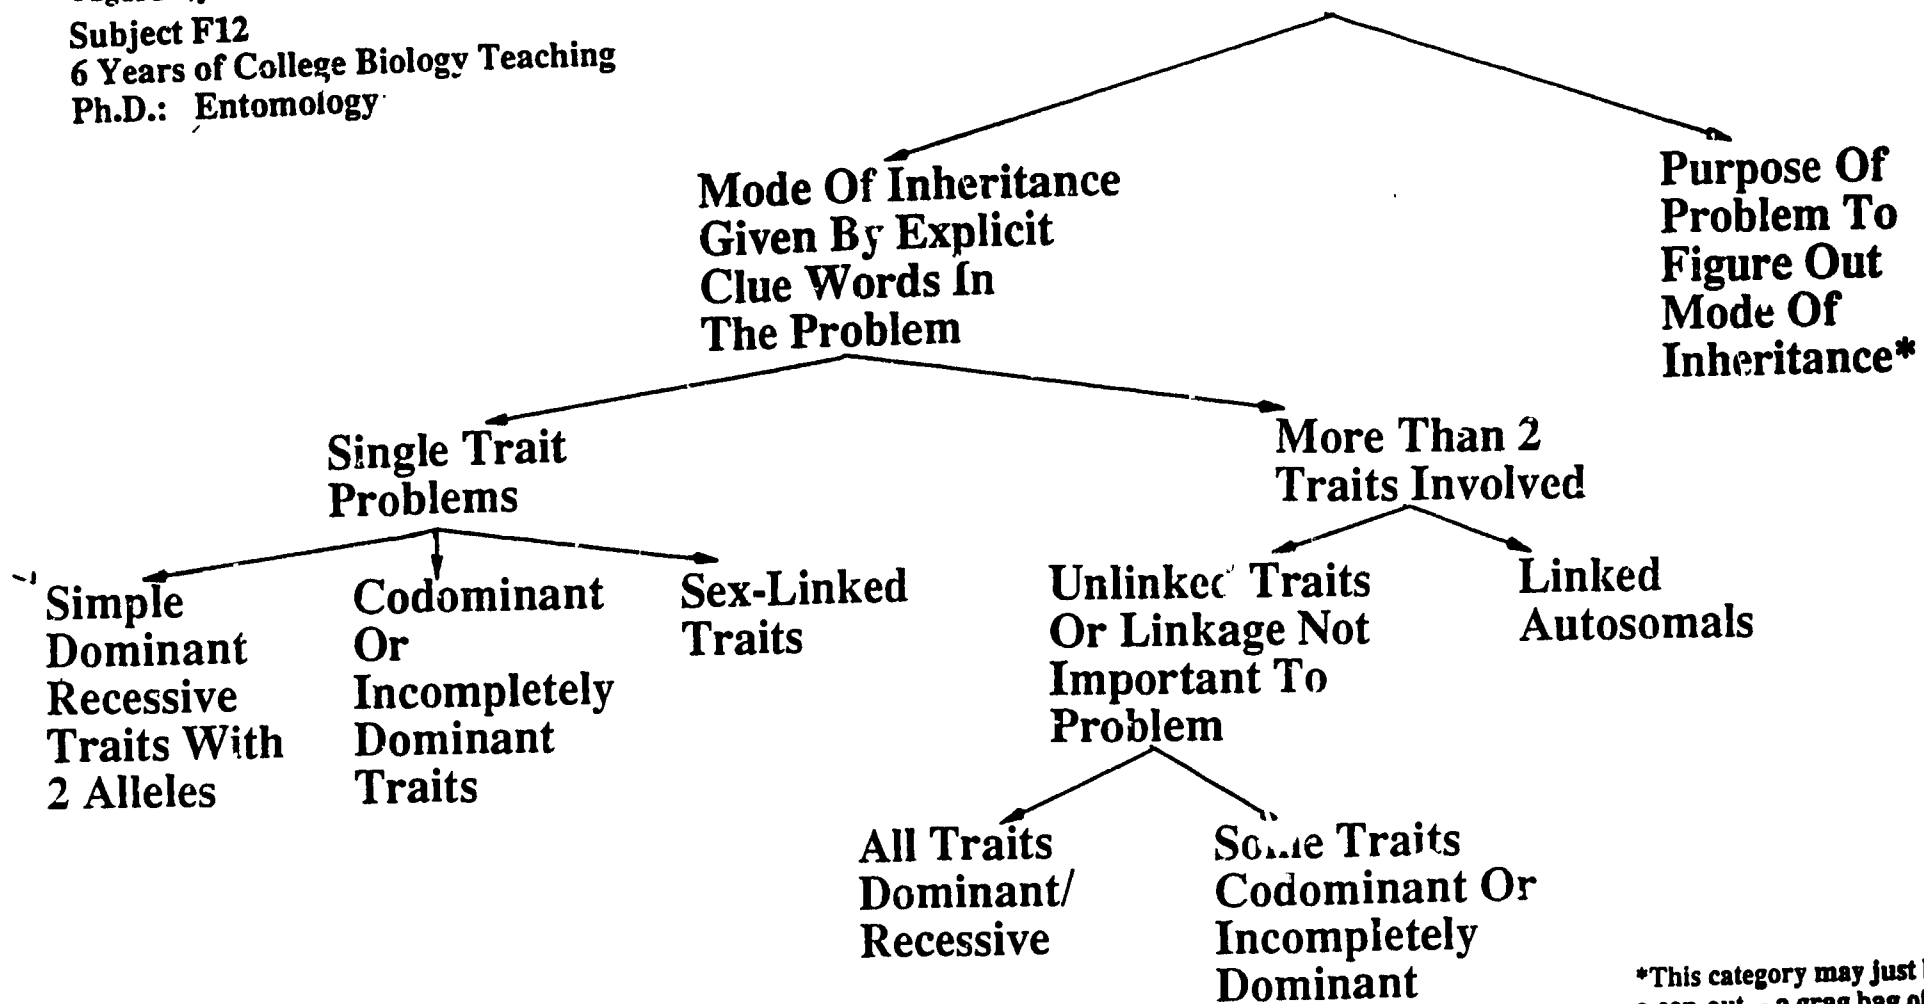 Subject F12
6 Years of College Biology Teaching
Ph.D.: Entomology
Mode Of Inheritance
Given By Explicit
Clue Words In
The Problem
Purpose Of
Problem To
Figure Out
Mode Of
Inheritance*
Single Trait
Problems
More Than 2
Traits Involved
Simple
Dominant
Recessive
Traits With
2 Alleles
Codominant
Or
Incompletely
Dominant
Traits
Sex-Linked
Traits
Unlinked Traits
Or Linkage Not
Important To
Problem
Linked
Autosomals
All Traits
Dominant/
Recessive
Some Traits
Codominant Or
Incompletely
Dominant
*This category may just